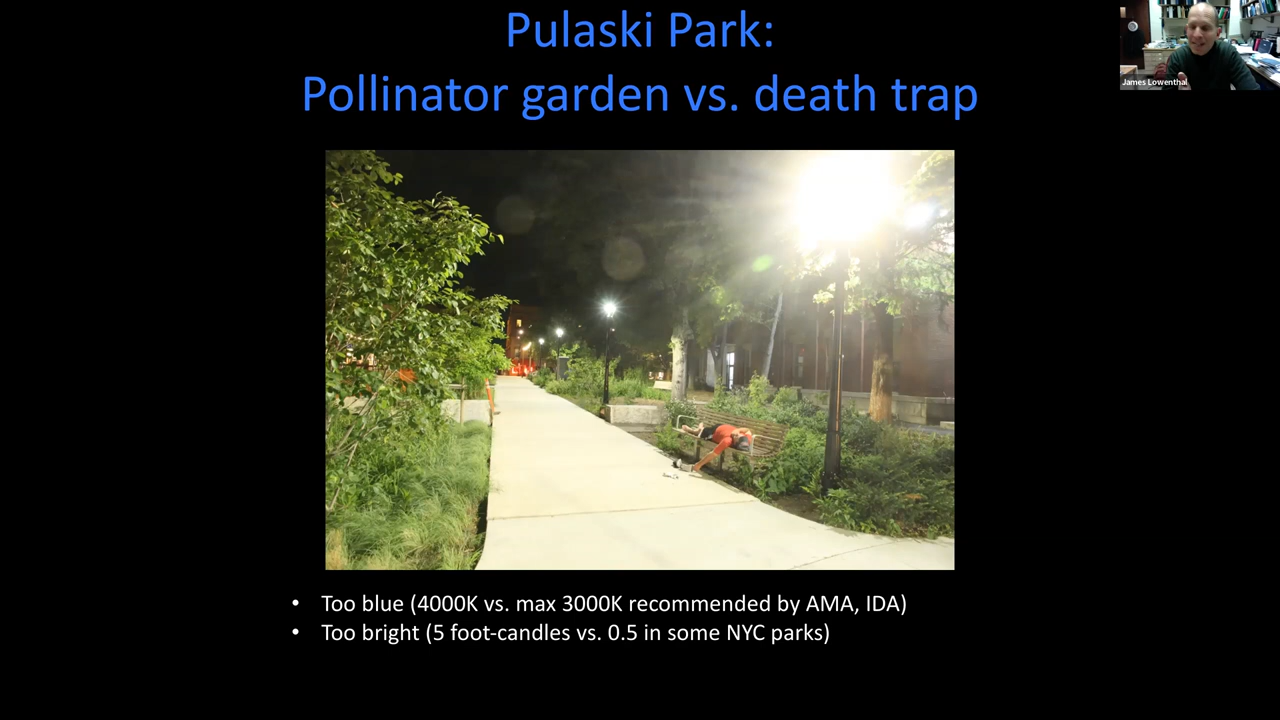 Pulaski Park:
Pollinator garden vs. death trap
James Lowenthal
• Too blue (4000K vs. max 3000K recommended by AMA, IDA)
• Too bright (5 foot-candles vs. 0.5 in some NYC parks)